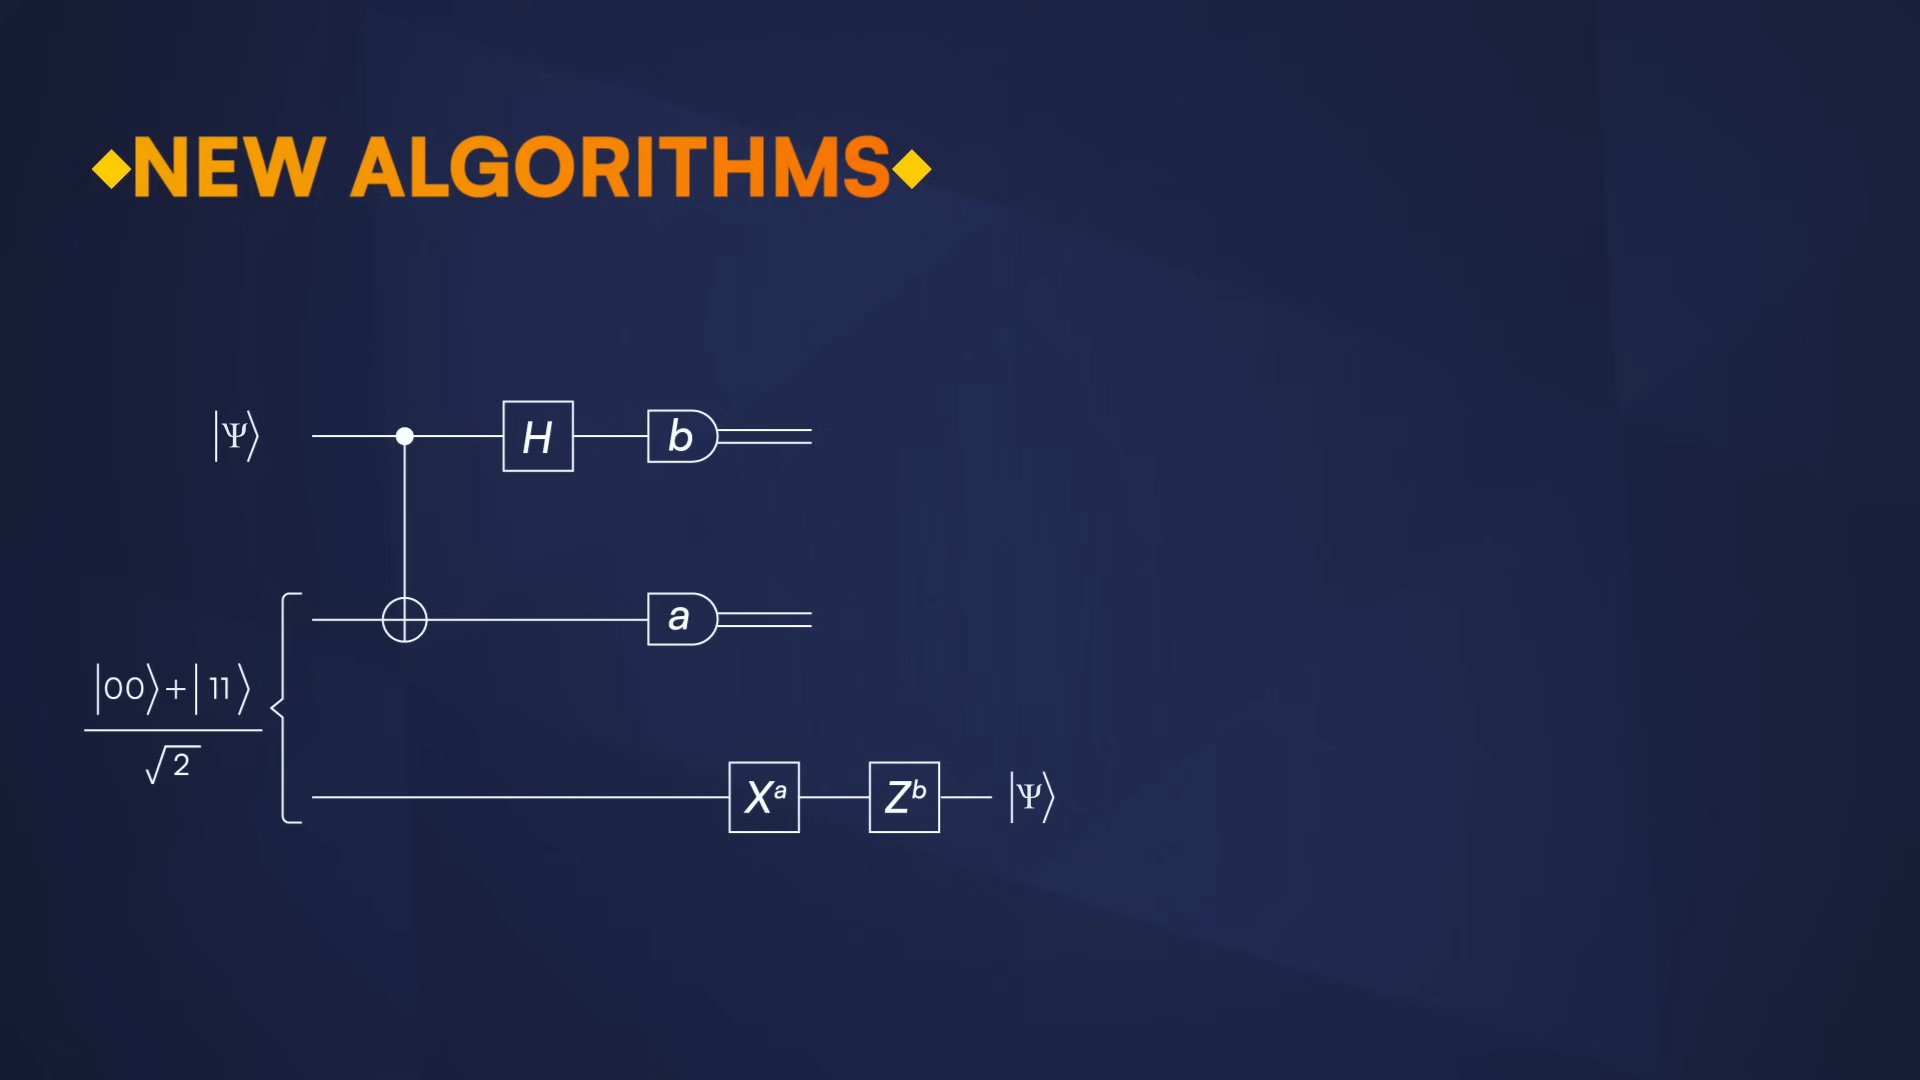 NEW ALGORITHMS
|Ψ⟩ H b
a
|00⟩+|11⟩
√2
Xᵃ Zᵇ |Ψ⟩